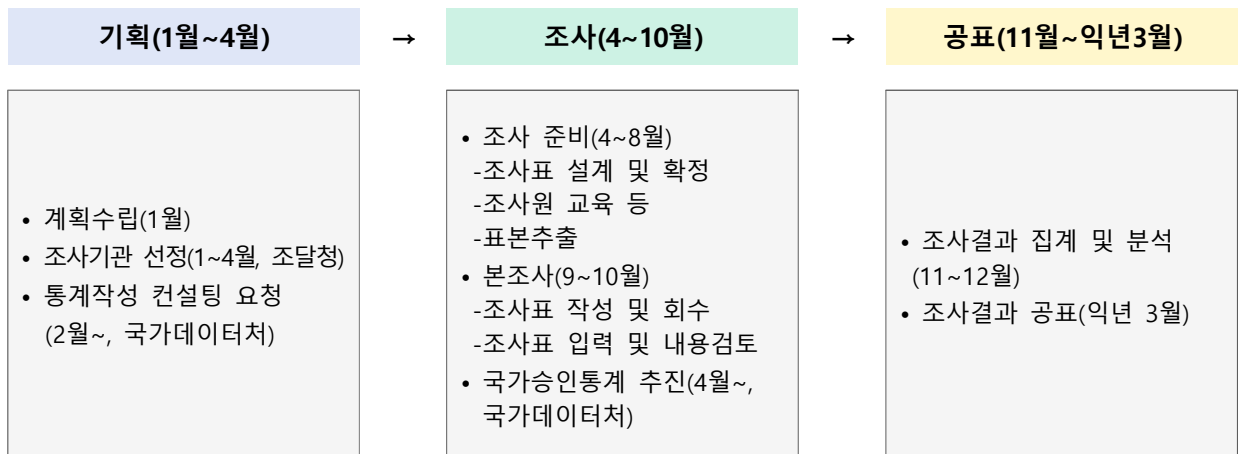 기획(1월~4월) → 조사(4~10월) → 공표(11월~익년3월)
• 계획수립(1월)
• 조사기관 선정(1~4월, 조달청)
• 통계작성 컨설팅 요청
(2월~, 국가데이터처)
• 조사 준비(4~8월)
-조사표 설계 및 확정
-조사원 교육 등
-표본추출
• 본조사(9~10월)
-조사표 작성 및 회수
-조사표 입력 및 내용검토
• 국가승인통계 추진(4월~,
국가데이터처)
• 조사결과 집계 및 분석
(11~12월)
• 조사결과 공표(익년 3월)